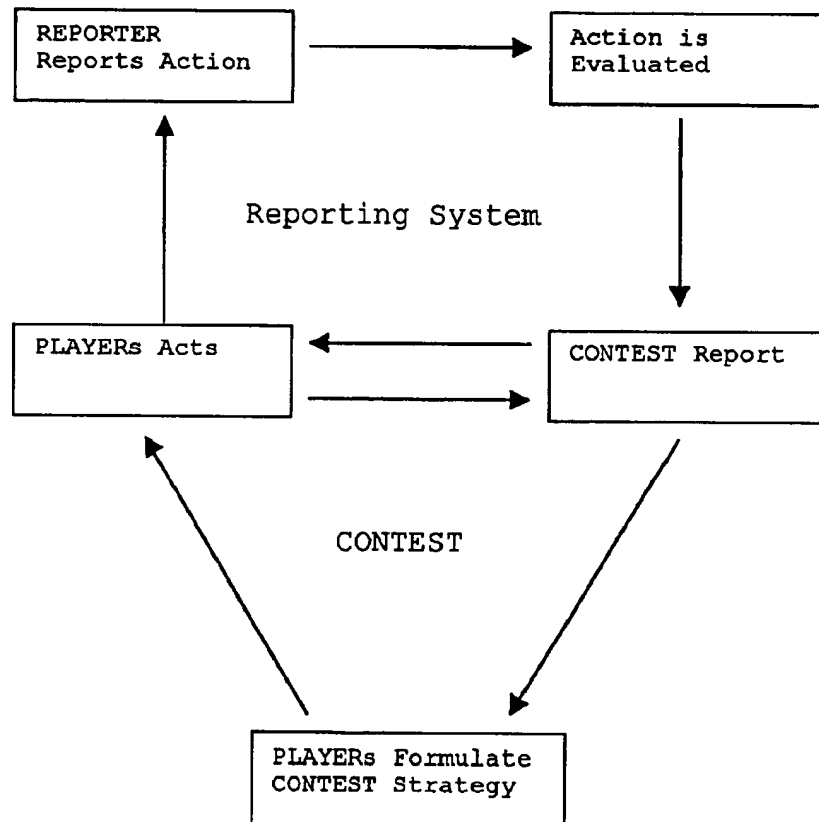 REPORTER
Reports Action
Action is
Evaluated
Reporting System
PLAYERs Acts
CONTEST Report
CONTEST
PLAYERs Formulate
CONTEST Strategy